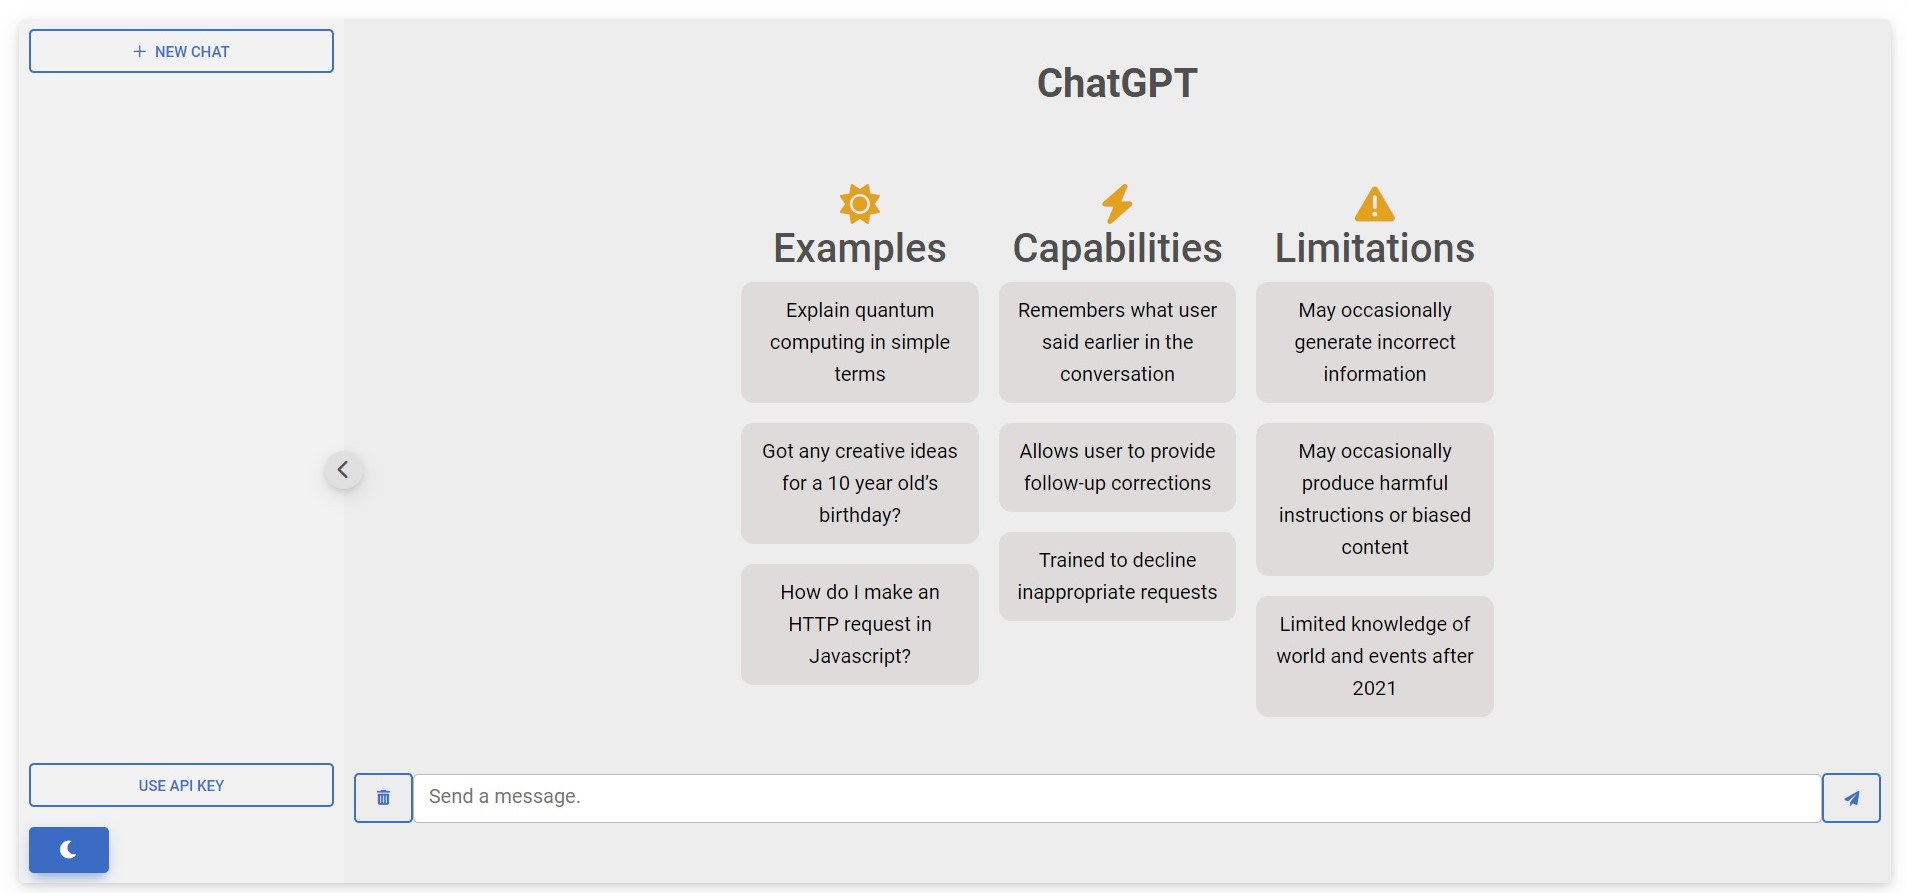 NEW CHAT
ChatGPT
Examples
Explain quantum
computing in simple
terms
Got any creative ideas
for a 10 year old’s
birthday?
How do I make an
HTTP request in
Javascript?
Capabilities
Remembers what user
said earlier in the
conversation
Allows user to provide
follow-up corrections
Trained to decline
inappropriate requests
Limitations
May occasionally
generate incorrect
information
May occasionally
produce harmful
instructions or biased
content
Limited knowledge of
world and events after
2021
USE API KEY
Send a message.